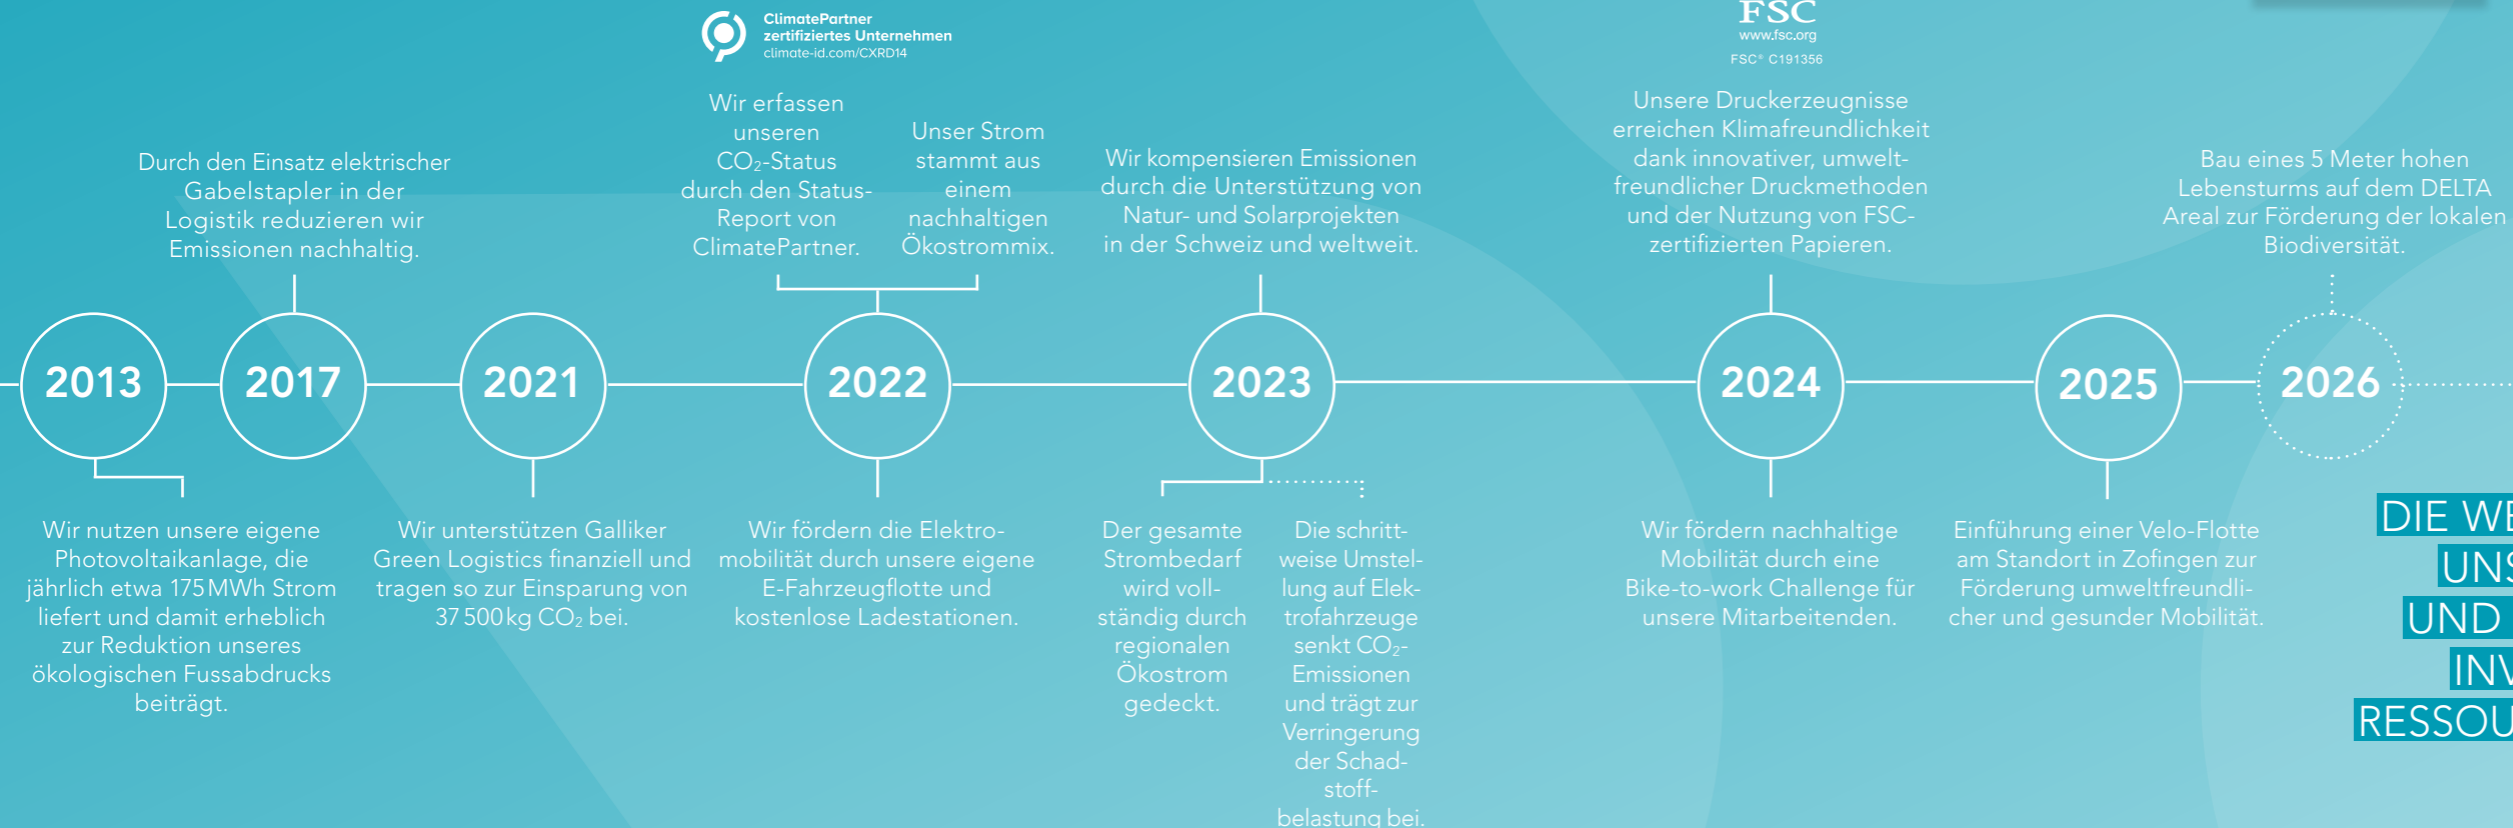 ClimatePartner
zertifiziertes Unternehmen
climate-id.com/CXRD14
FSC
www.fsc.org
FSC® C191356
Durch den Einsatz elektrischer
Gabelstapler in der
Logistik reduzieren wir
Emissionen nachhaltig.
Wir erfassen
unseren
CO₂-Status
durch den Status-
Report von
ClimatePartner.
Unser Strom
stammt aus
einem
nachhaltigen
Ökostrommix.
Wir kompensieren Emissionen
durch die Unterstützung von
Natur- und Solarprojekten
in der Schweiz und weltweit.
Unsere Druckerzeugnisse
erreichen Klimafreundlichkeit
dank innovativer, umwelt-
freundlicher Druckmethoden
und der Nutzung von FSC-
zertifizierten Papieren.
Bau eines 5 Meter hohen
Lebensturms auf dem DELTA
Areal zur Förderung der lokalen
Biodiversität.
2013
2017
2021
2022
2023
2024
2025
2026
Wir nutzen unsere eigene
Photovoltaikanlage, die
jährlich etwa 175 MWh Strom
liefert und damit erheblich
zur Reduktion unseres
ökologischen Fussabdrucks
beiträgt.
Wir unterstützen Galliker
Green Logistics finanziell und
tragen so zur Einsparung von
37 500 kg CO₂ bei.
Wir fördern die Elektro-
mobilität durch unsere eigene
E-Fahrzeugflotte und
kostenlose Ladestationen.
Der gesamte
Strombedarf
wird voll-
ständig durch
regionalen
Ökostrom
gedeckt.
Die schritt-
weise Umstel-
lung auf Elek-
trofahrzeuge
senkt CO₂-
Emissionen
und trägt zur
Verringerung
der Schad-
stoff-
belastung bei.
Wir fördern nachhaltige
Mobilität durch eine
Bike-to-work Challenge für
unsere Mitarbeitenden.
Einführung einer Velo-Flotte
am Standort in Zofingen zur
Förderung umweltfreundli-
cher und gesunder Mobilität.
DIE WE
UNS
UND
INV
RESSOU